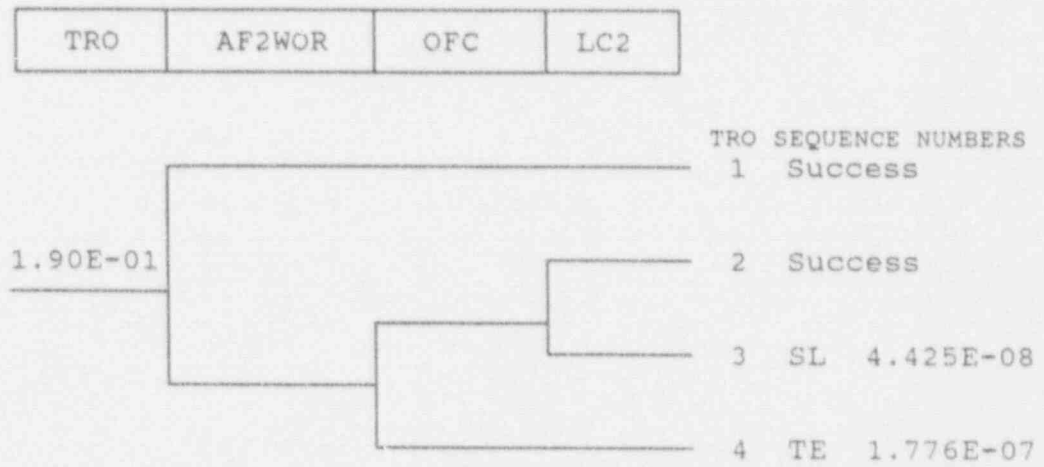 TRO AF2WOR OFC LC2
TRO SEQUENCE NUMBERS
1 Success
1.90E-01
2 Success
3 SL 4.425E-08
4 TE 1.776E-07